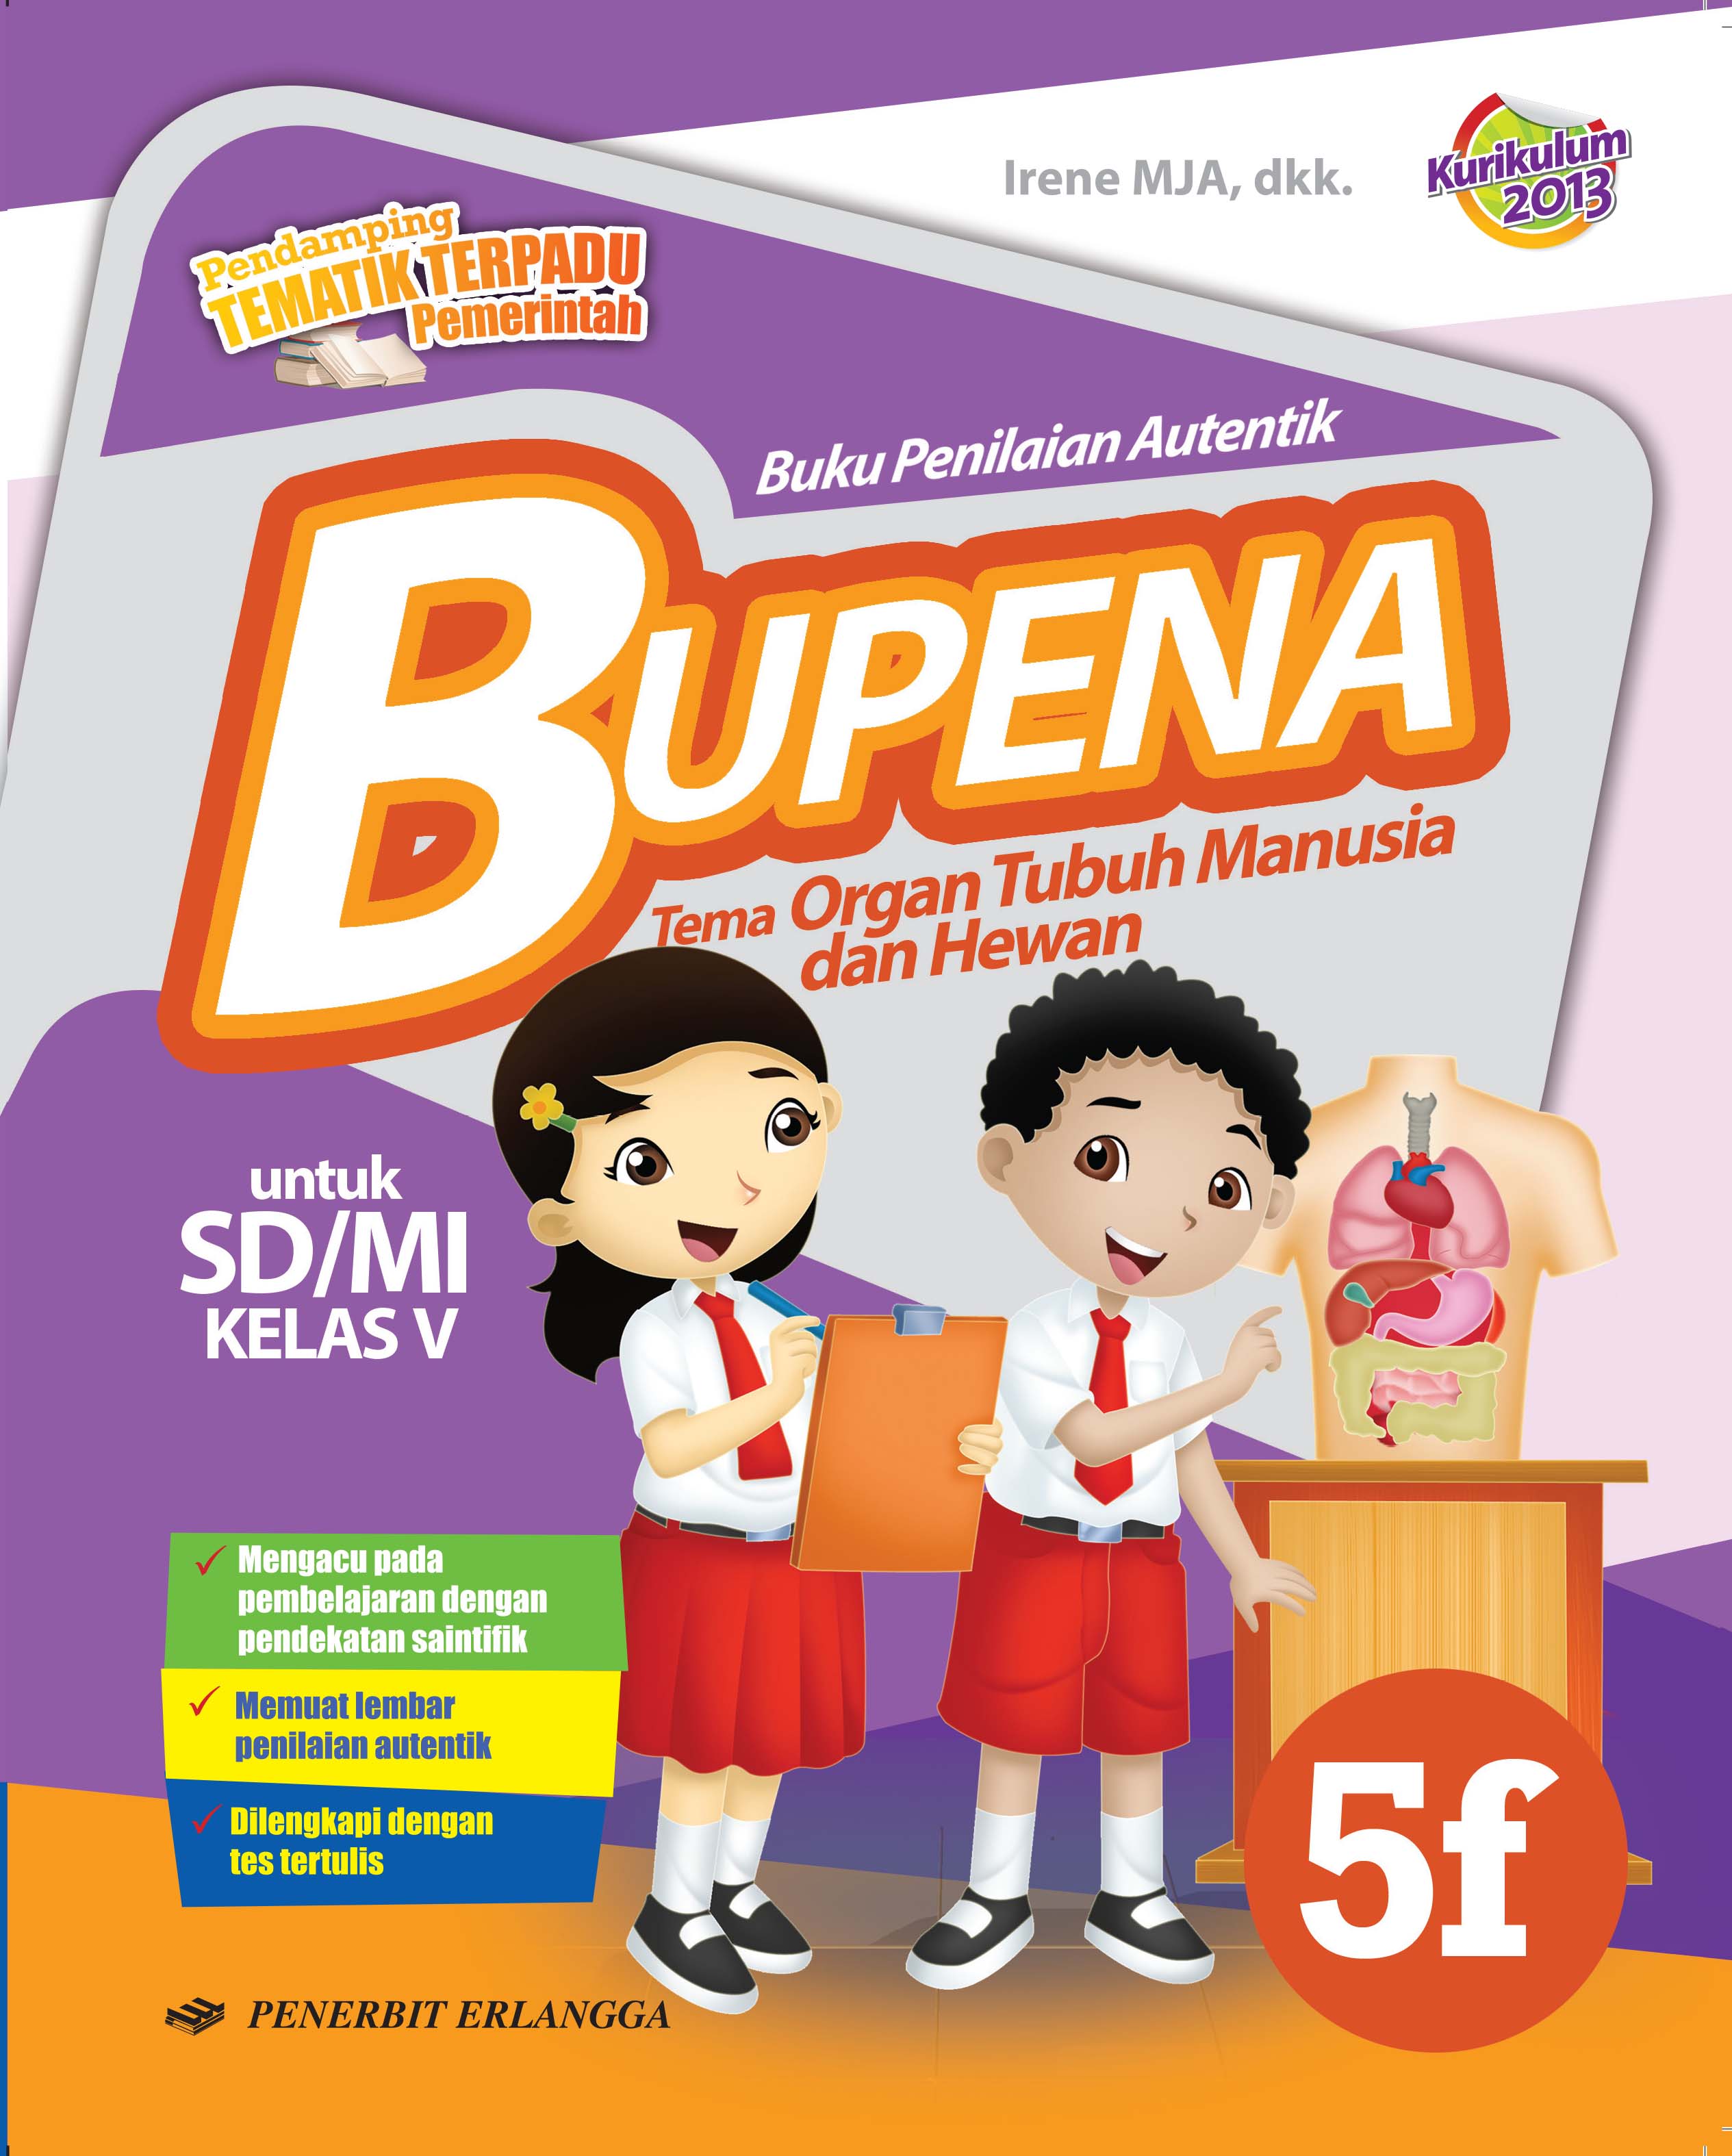 Irene MJA, dkk.
Kurikulum
2013
Pendamping
TEMATIK TERPADU
Pemerintah
Buku Penilaian Autentik
BUPENA
Tema Organ Tubuh Manusia
dan Hewan
untuk
SD/MI
KELAS V
Mengacu pada
pembelajaran dengan
pendekatan saintifik
Memuat lembar
penilaian autentik
Dilengkapi dengan
tes tertulis
5f
PENERBIT ERLANGGA